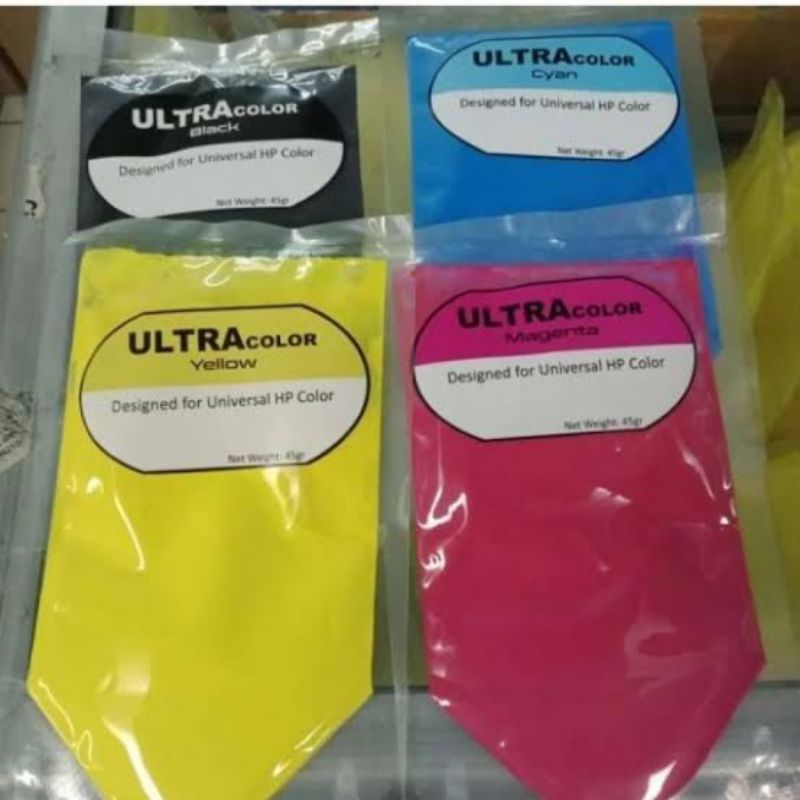 ULTRACOLOR
Black
Designed for Universal HP Color
Net Weight: 45gr
ULTRACOLOR
Cyan
Designed for Universal HP Color
Net Weight: 45gr
ULTRACOLOR
Yellow
Designed for Universal HP Color
Net Weight: 45gr
ULTRACOLOR
Magenta
Designed for Universal HP Color
Net Weight: 45gr